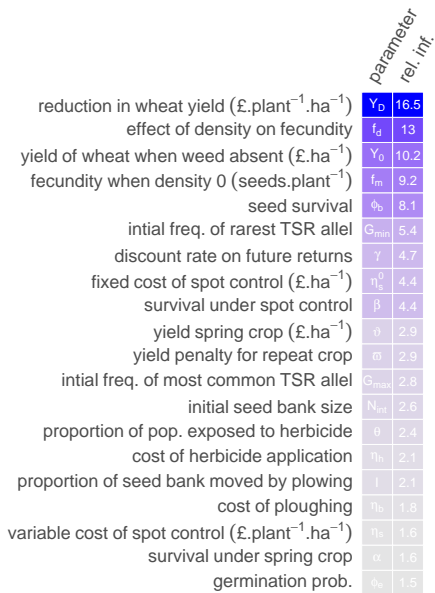 parameter rel. inf.
reduction in wheat yield (£.plant⁻¹.ha⁻¹) Y_D 16.5
effect of density on fecundity f_d 13
yield of wheat when weed absent (£.ha⁻¹) Y_0 10.2
fecundity when density 0 (seeds.plant⁻¹) f_m 9.2
seed survival ϕ_b 8.1
intial freq. of rarest TSR allel G_min 5.4
discount rate on future returns γ 4.7
fixed cost of spot control (£.ha⁻¹) η_s^0 4.4
survival under spot control β 4.4
yield spring crop (£.ha⁻¹) ϑ 2.9
yield penalty for repeat crop ϖ 2.9
intial freq. of most common TSR allel G_max 2.8
initial seed bank size N_int 2.6
proportion of pop. exposed to herbicide θ 2.4
cost of herbicide application η_h 2.1
proportion of seed bank moved by plowing I 2.1
cost of ploughing η_b 1.8
variable cost of spot control (£.plant⁻¹.ha⁻¹) η_s 1.6
survival under spring crop α 1.6
germination prob. ϕ_e 1.5